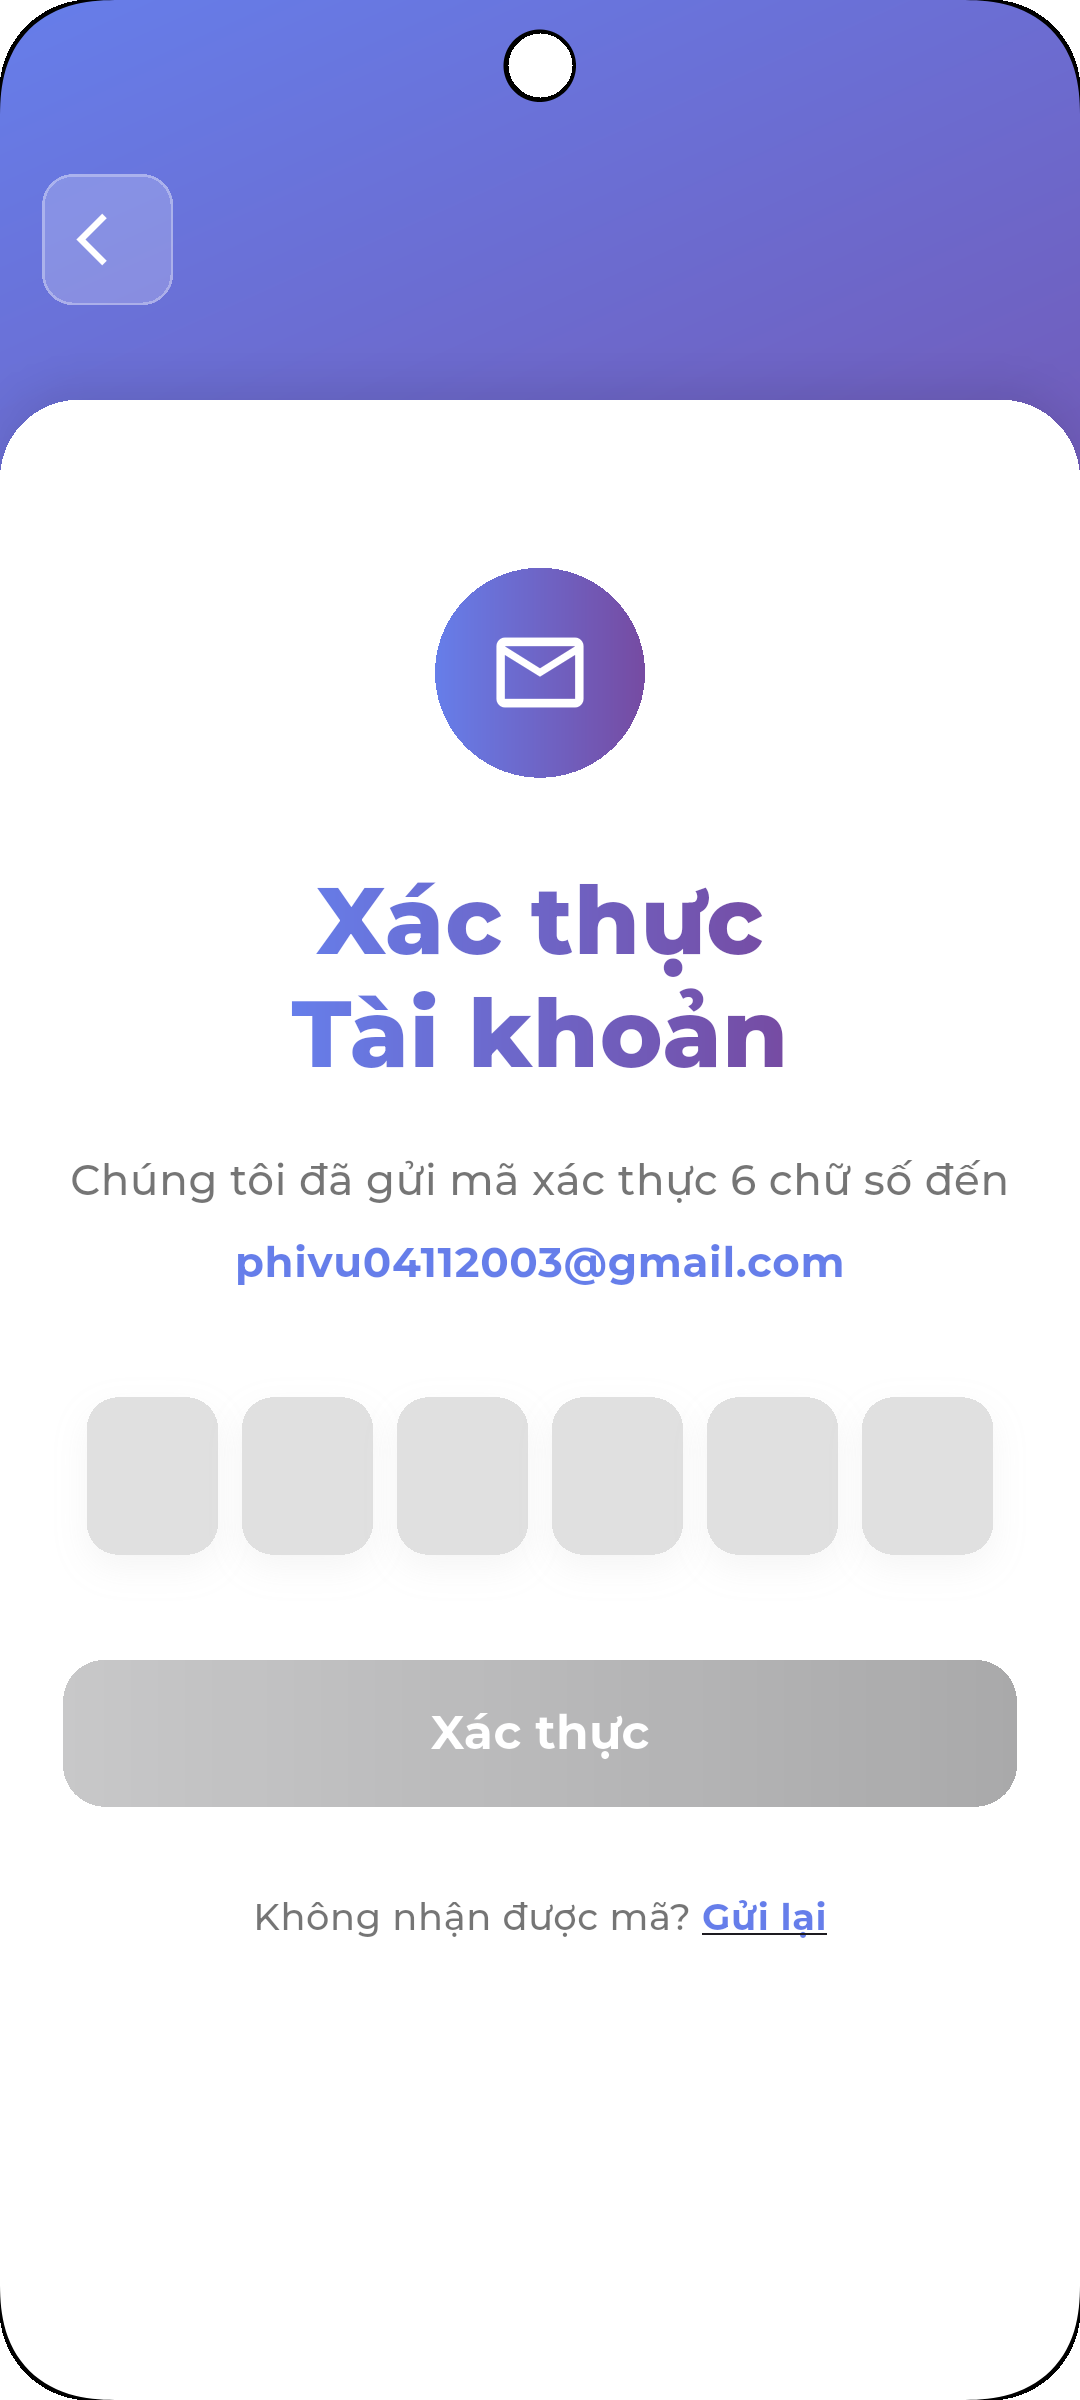 Xác thực
Tài khoản
Chúng tôi đã gửi mã xác thực 6 chữ số đến
phivu04112003@gmail.com
Xác thực
Không nhận được mã? Gửi lại